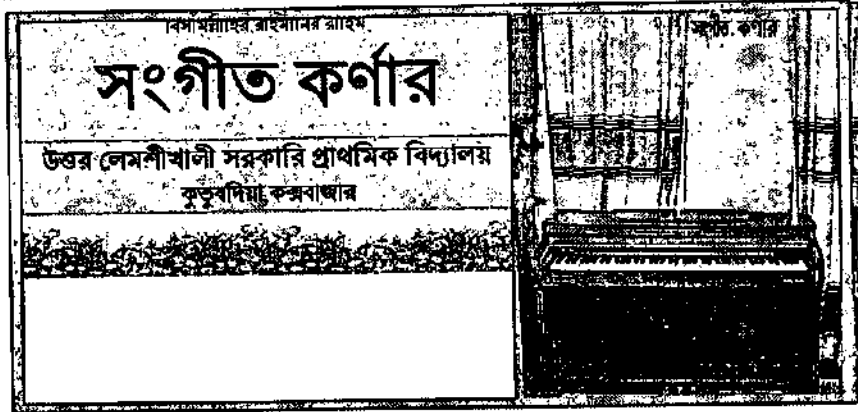 বিসমিল্লাহির রাহমানির রাহিম
সংগীত কর্ণার
উত্তর লেমশীখালী সরকারি প্রাথমিক বিদ্যালয়
কুতুবদিয়া, কক্সবাজার
সংগীত কর্ণার